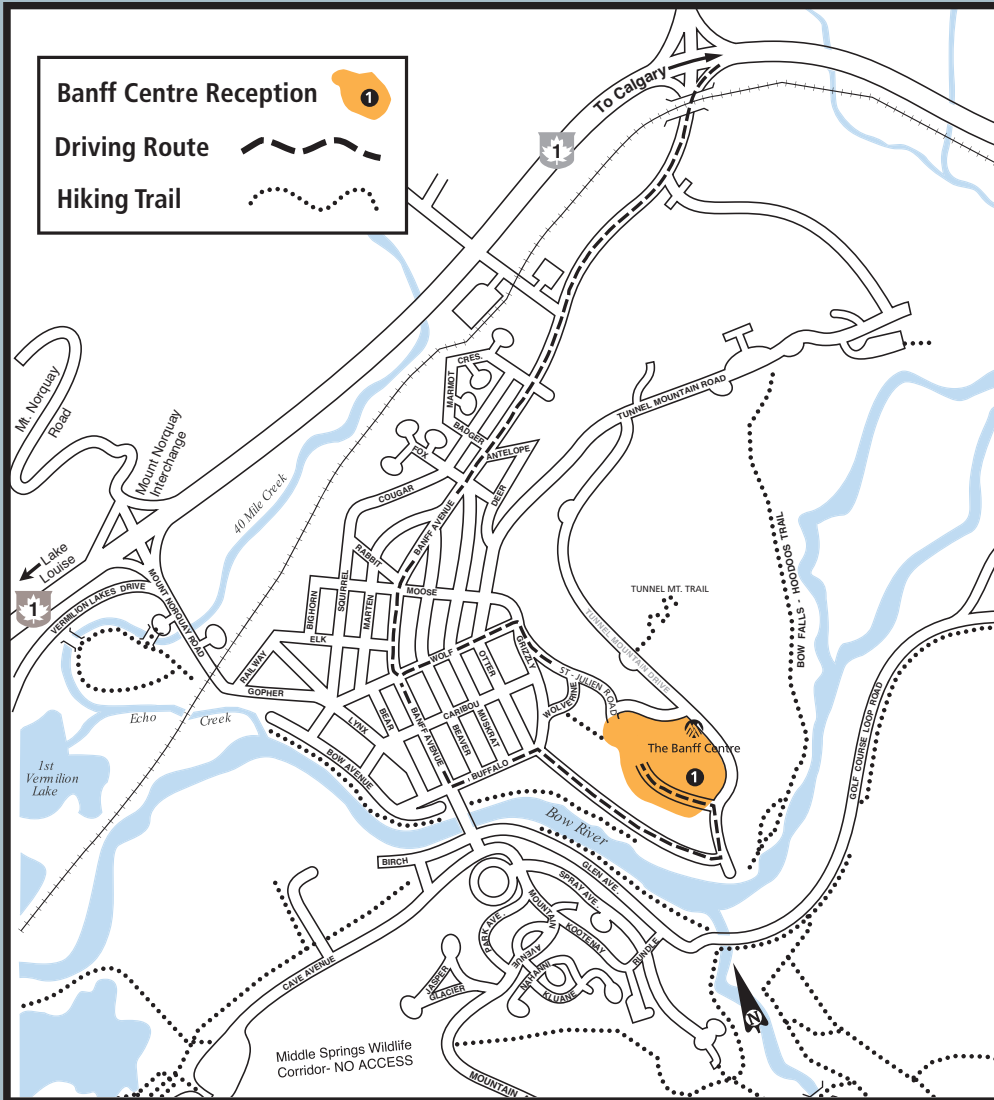 Banff Centre Reception
1
Driving Route
Hiking Trail
To Calgary
1
Mt. Norquay
Road
Mount Norquay
Interchange
40 Mile Creek
Lake
Louise
1
VERMILION LAKES DRIVE
MOUNT NORQUAY ROAD
CRES.
MARMOT
BADGER
FOX
ANTELOPE
COUGAR
DEER
BANFF AVENUE
TUNNEL MOUNTAIN ROAD
RABBIT
MOOSE
SQUIRREL
BIGHORN
MARTEN
ELK
RAILWAY
GOPHER
WOLF
OTTER
GRIZZLY
TUNNEL MT. TRAIL
TUNNEL MOUNTAIN DRIVE
ST - JULIEN ROAD
WOLVERINE
BOW FALLS - HOODOOS TRAIL
GOLF COURSE LOOP ROAD
Echo
Creek
LYNX
BEAR
BANFF AVENUE
CARIBOU
BEAVER
MUSKRAT
BUFFALO
BOW AVENUE
The Banff Centre
1
1st
Vermilion
Lake
Bow River
BIRCH
GLEN AVE.
SPRAY AVE.
CAVE AVENUE
PARK AVE.
MOUNTAIN
AVENUE
KOOTENAY
RUNDLE
NAHANNI
KLUANE
JASPER
GLACIER
N
Middle Springs Wildlife
Corridor- NO ACCESS
MOUNTAIN